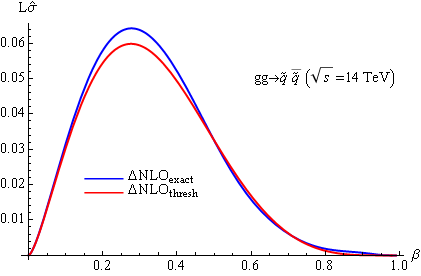 Lσ̂
0.06
0.05
0.04
0.03
0.02
0.01
gg→q̃ q̃̄ (√s =14 TeV)
ΔNLOexact
ΔNLOthresh
0.2 0.4 0.6 0.8 1.0 β